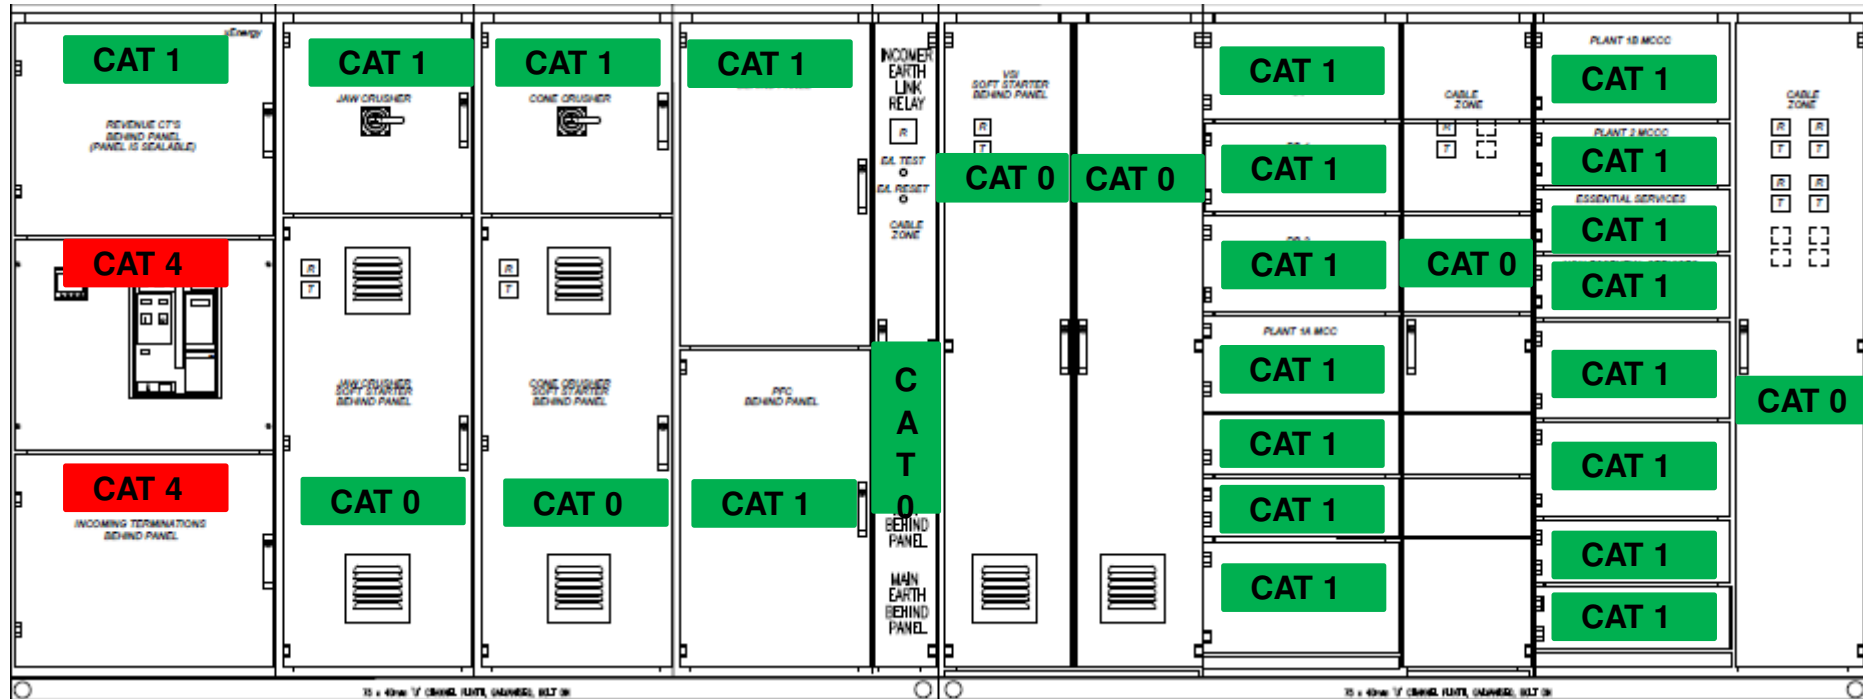 xEnergy
CAT 1
REVENUE CT'S
BEHIND PANEL
(PANEL IS SEALABLE)
CAT 4
CAT 4
INCOMING TERMINATIONS
BEHIND PANEL
CAT 1
JAW CRUSHER
R
T
JAW CRUSHER
SOFT STARTER
BEHIND PANEL
CAT 0
CAT 1
CONE CRUSHER
R
T
CONE CRUSHER
SOFT STARTER
BEHIND PANEL
CAT 0
CAT 1
PFC
BEHIND PANEL
CAT 1
INCOMER
EARTH
LINK
RELAY
R
E/L TEST
E/L RESET
CABLE
ZONE
C
A
T
0
BEHIND
PANEL
MAIN
EARTH
BEHIND
PANEL
VSI
SOFT STARTER
BEHIND PANEL
R
T
CAT 0
CAT 0
CAT 1
CAT 1
CAT 1
PLANT 1A MCC
CAT 1
CAT 1
CAT 1
CAT 1
CABLE
ZONE
R
T
CAT 0
PLANT 1B MCCC
CAT 1
PLANT 2 MCCC
CAT 1
ESSENTIAL SERVICES
CAT 1
CAT 1
CAT 1
CAT 1
CAT 1
CAT 1
CABLE
ZONE
R R
T T
R R
T T
CAT 0